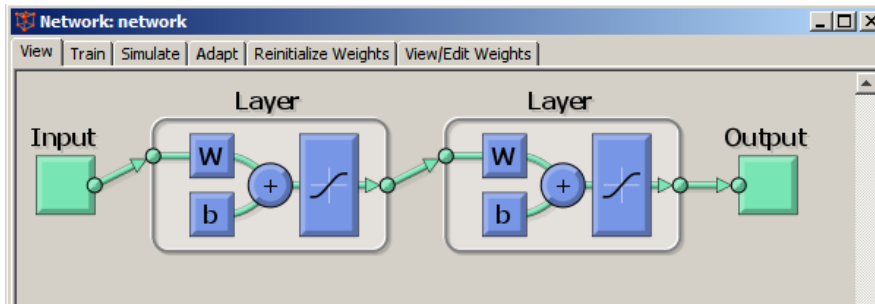 Network: network
View Train Simulate Adapt Reinitialize Weights View/Edit Weights
Layer Layer
Input Output
W W
+ +
b b